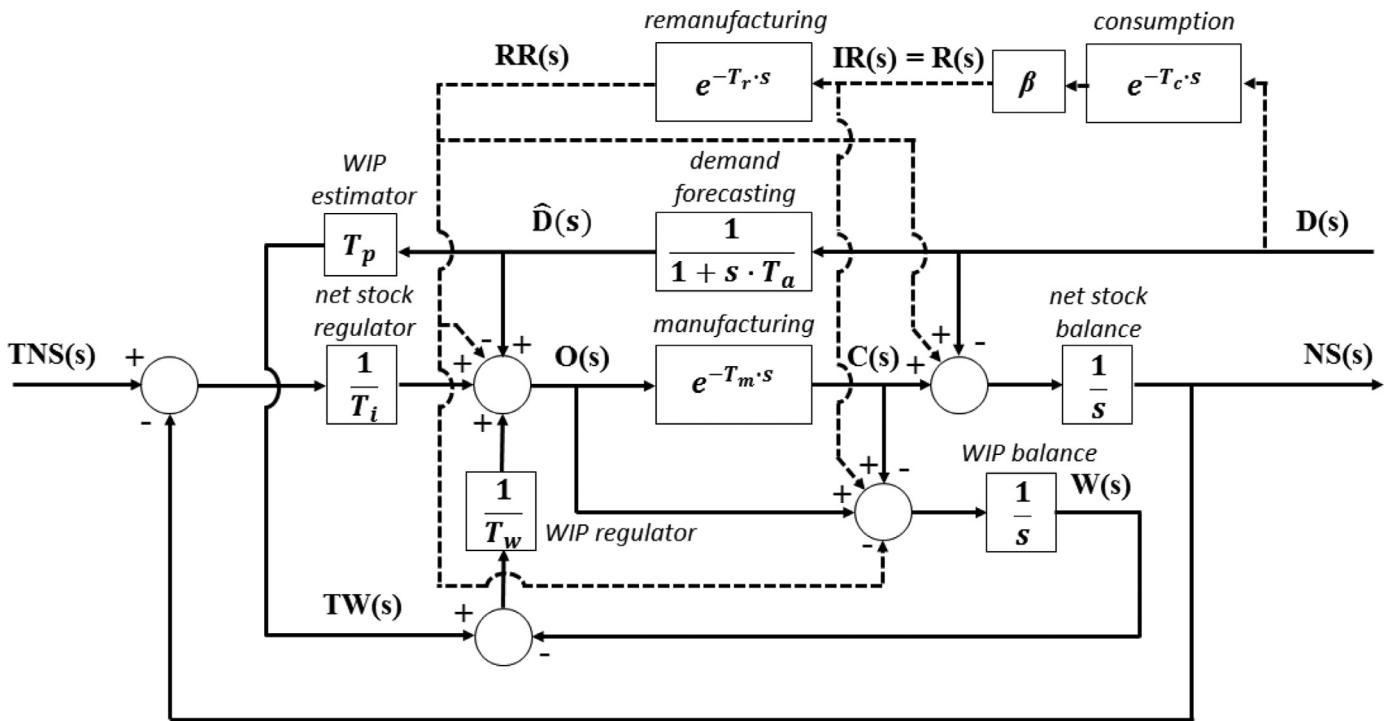 remanufacturing
consumption
RR(s)
e^{-T_r·s}
IR(s) = R(s)
β
e^{-T_c·s}
WIP
estimator
demand
forecasting
D̂(s)
D(s)
T_p
1
1 + s · T_a
net stock
regulator
manufacturing
net stock
balance
TNS(s)
+
-
1
T_i
+
-
+
+
O(s)
e^{-T_m·s}
C(s)
+
+
-
1
s
NS(s)
1
T_w
WIP regulator
+
+
-
-
WIP balance
1
s
W(s)
TW(s)
+
-